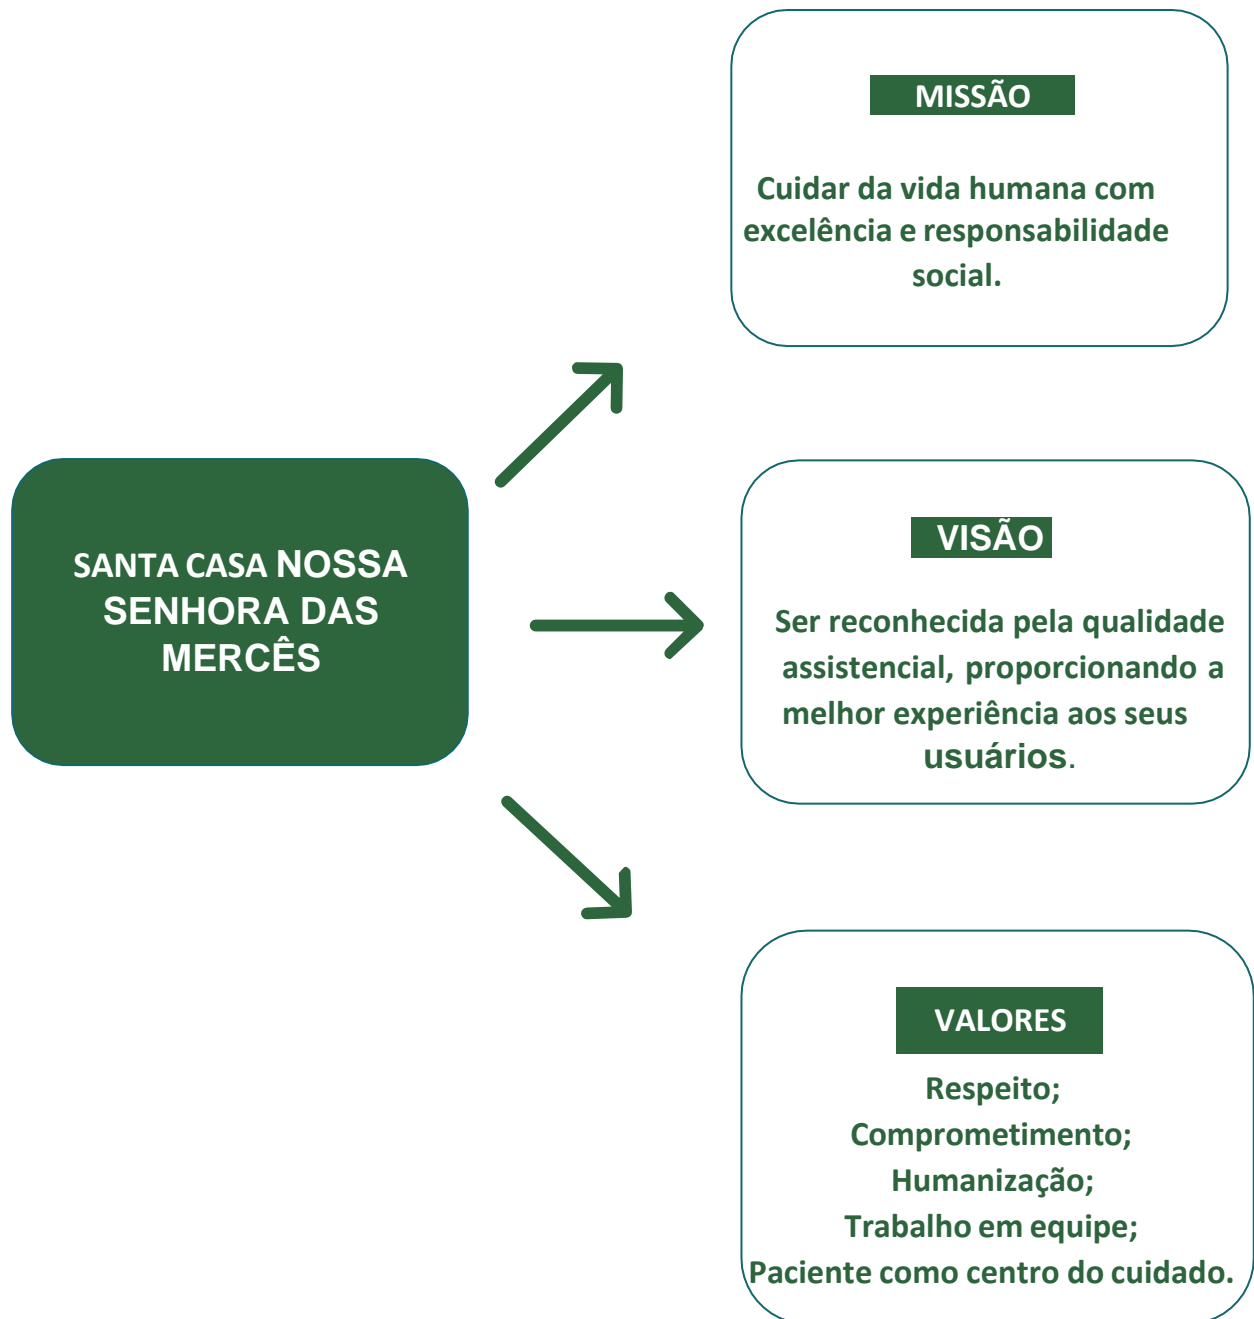 MISSÃO
Cuidar da vida humana com
excelência e responsabilidade
social.
SANTA CASA NOSSA
SENHORA DAS
MERCÊS
VISÃO
Ser reconhecida pela qualidade
assistencial, proporcionando a
melhor experiência aos seus
usuários.
VALORES
Respeito;
Comprometimento;
Humanização;
Trabalho em equipe;
Paciente como centro do cuidado.